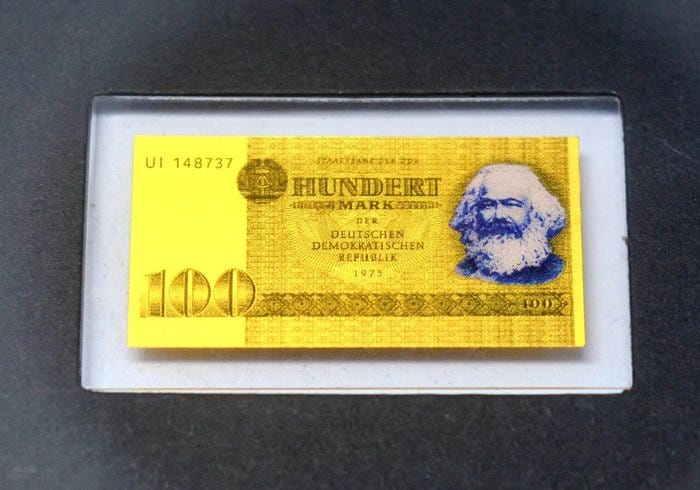 UI 148737
STAATSBANK DER DDR
HUNDERT
MARK
DER
DEUTSCHEN
DEMOKRATISCHEN
REPUBLIK
1975
100
100